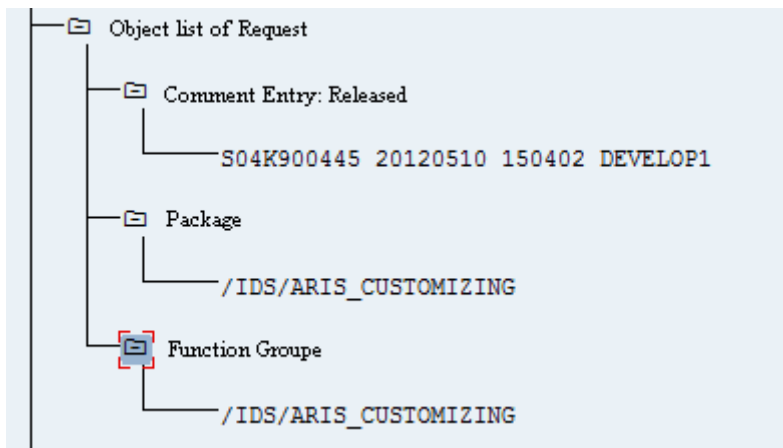 Object list of Request
Comment Entry: Released
S04K900445 20120510 150402 DEVELOP1
Package
/IDS/ARIS_CUSTOMIZING
Function Groupe
/IDS/ARIS_CUSTOMIZING